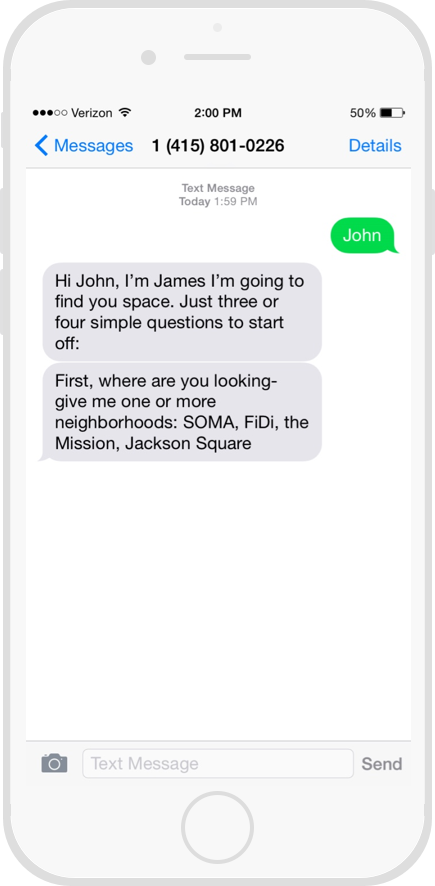 Verizon 2:00 PM 50%
Messages 1 (415) 801-0226 Details
Text Message
Today 1:59 PM
John
Hi John, I’m James I’m going to
find you space. Just three or
four simple questions to start
off:
First, where are you looking-
give me one or more
neighborhoods: SOMA, FiDi, the
Mission, Jackson Square
Text Message Send